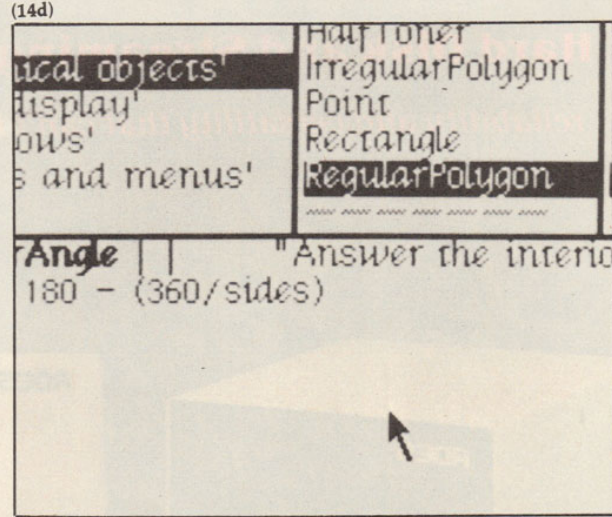 (14d)
ical objects'
display'
ows'
s and menus'
HalfToner
IrregularPolygon
Point
Rectangle
RegularPolygon
rAngle | | "Answer the interio
180 - (360/sides)